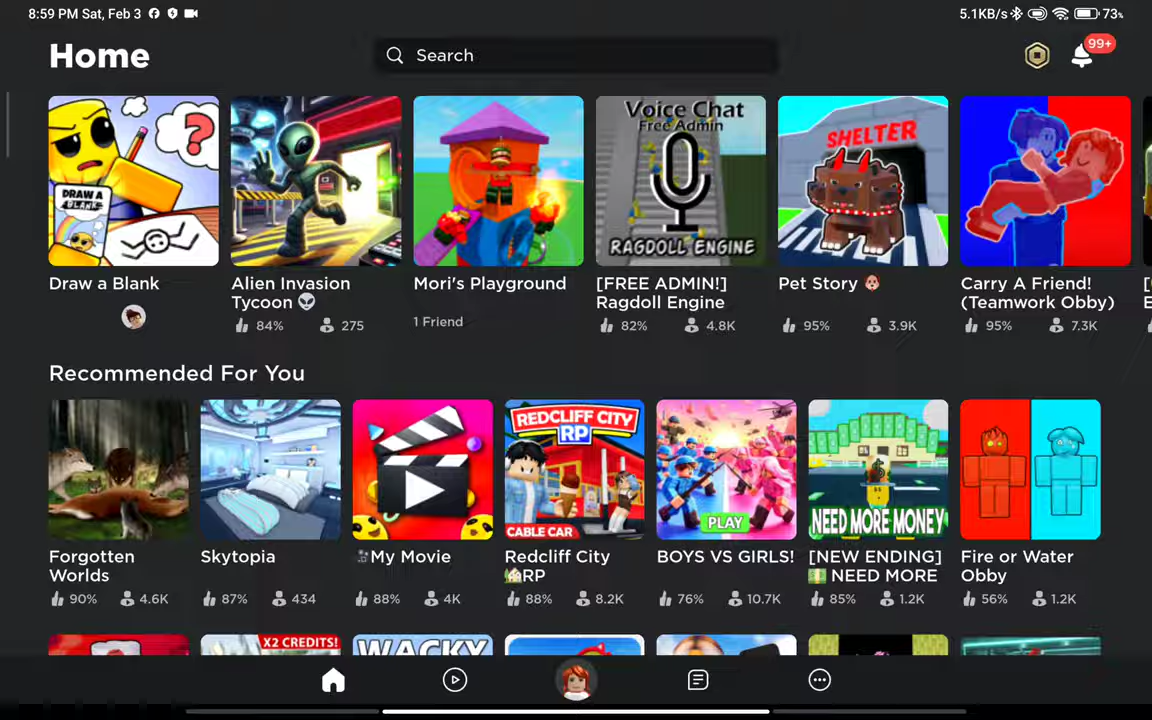 8:59 PM Sat, Feb 3
5.1KB/s
73%
Home
Search
99+
DRAW A
BLANK
Voice Chat
Free Admin
RAGDOLL ENGINE
SHELTER
Draw a Blank
Alien Invasion
Tycoon
84% 275
Mori's Playground
1 Friend
[FREE ADMIN!]
Ragdoll Engine
82% 4.8K
Pet Story
95% 3.9K
Carry A Friend!
(Teamwork Obby)
95% 7.3K
Recommended For You
REDCLIFF CITY
RP
CABLE CAR
PLAY
NEED MORE MONEY
Forgotten
Worlds
90% 4.6K
Skytopia
87% 434
My Movie
88% 4K
Redcliff City
RP
88% 8.2K
BOYS VS GIRLS!
76% 10.7K
[NEW ENDING]
NEED MORE
85% 1.2K
Fire or Water
Obby
56% 1.2K
X2 CREDITS!
WACKY